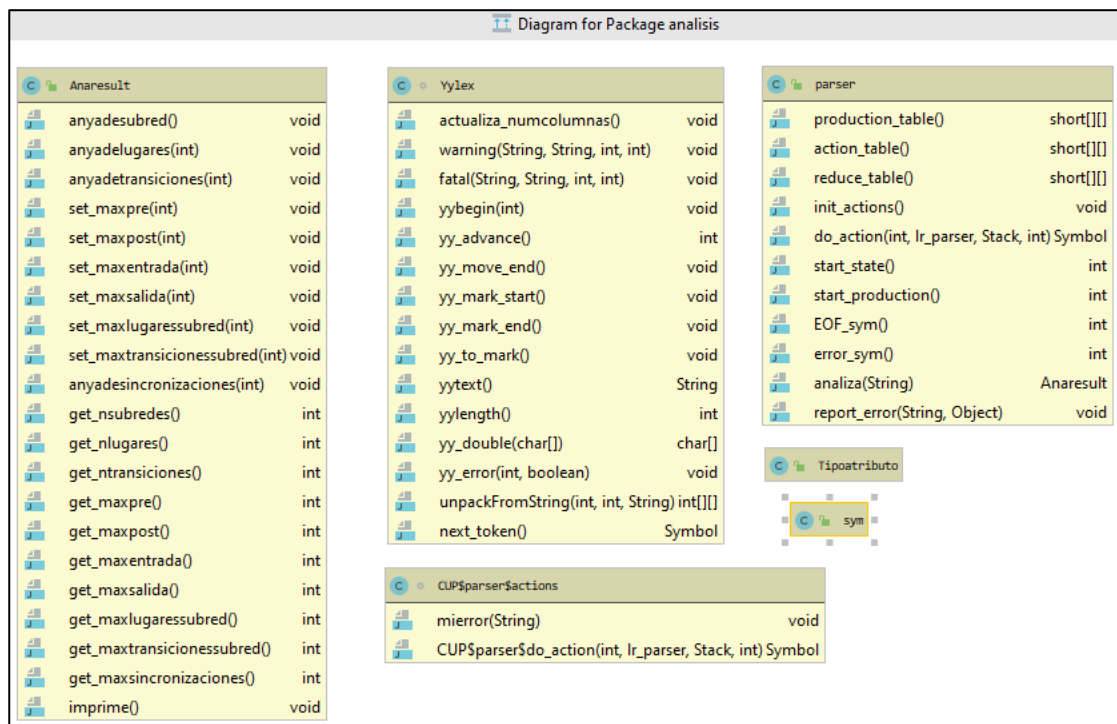 Diagram for Package analisis
Anaresult
anyadesubred() void
anyadelugares(int) void
anyadetransiciones(int) void
set_maxpre(int) void
set_maxpost(int) void
set_maxentrada(int) void
set_maxsalida(int) void
set_maxlugaressubred(int) void
set_maxtransicionessubred(int) void
anyadesincronizaciones(int) void
get_nsubredes() int
get_nlugares() int
get_ntransiciones() int
get_maxpre() int
get_maxpost() int
get_maxentrada() int
get_maxsalida() int
get_maxlugaressubred() int
get_maxtransicionessubred() int
get_maxsincronizaciones() int
imprime() void
Yylex
actualiza_numcolumnas() void
warning(String, String, int, int) void
fatal(String, String, int, int) void
yybegin(int) void
yy_advance() int
yy_move_end() void
yy_mark_start() void
yy_mark_end() void
yy_to_mark() void
yytext() String
yylength() int
yy_double(char[]) char[]
yy_error(int, boolean) void
unpackFromString(int, int, String) int[][]
next_token() Symbol
CUP$parser$actions
mierror(String) void
CUP$parser$do_action(int, lr_parser, Stack, int) Symbol
parser
production_table() short[][]
action_table() short[][]
reduce_table() short[][]
init_actions() void
do_action(int, lr_parser, Stack, int) Symbol
start_state() int
start_production() int
EOF_sym() int
error_sym() int
analiza(String) Anaresult
report_error(String, Object) void
Tipoatributo
sym